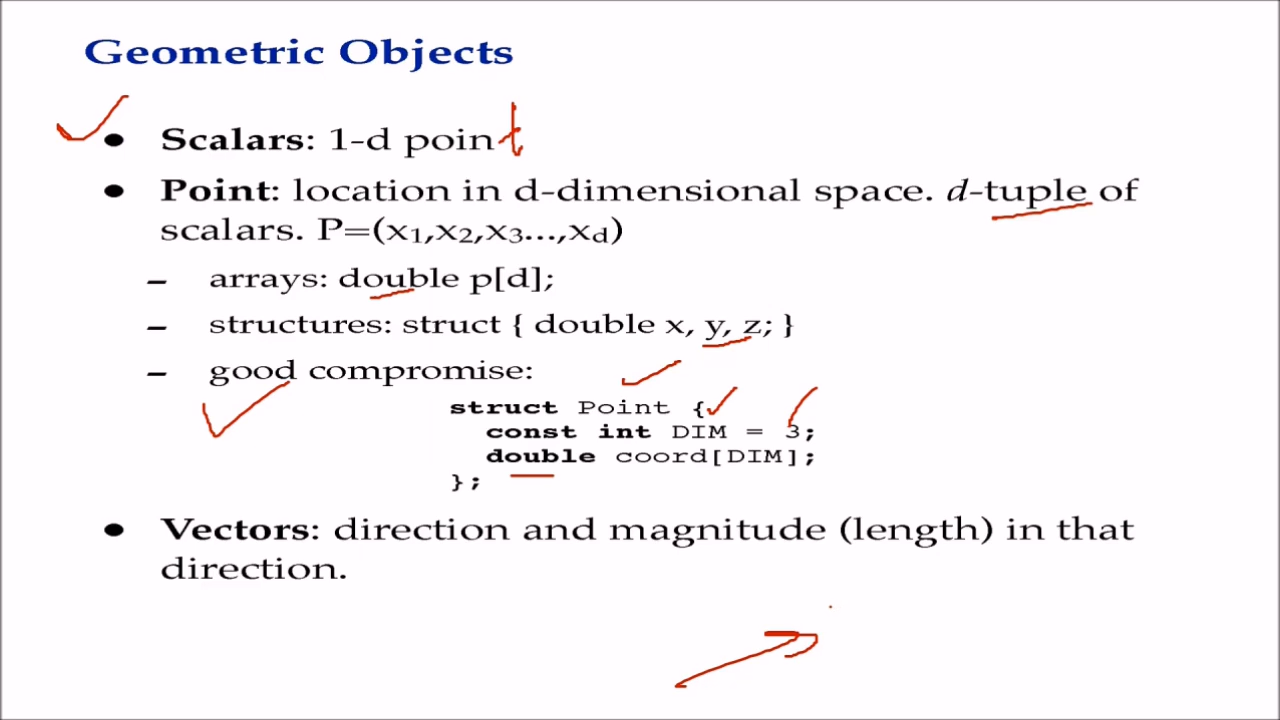 Geometric Objects
• Scalars: 1-d point
• Point: location in d-dimensional space. d-tuple of
scalars. P=(x₁,x₂,x₃...,x_d)
– arrays: double p[d];
– structures: struct { double x, y, z; }
– good compromise:
struct Point {
const int DIM = 3;
double coord[DIM];
};
• Vectors: direction and magnitude (length) in that
direction.